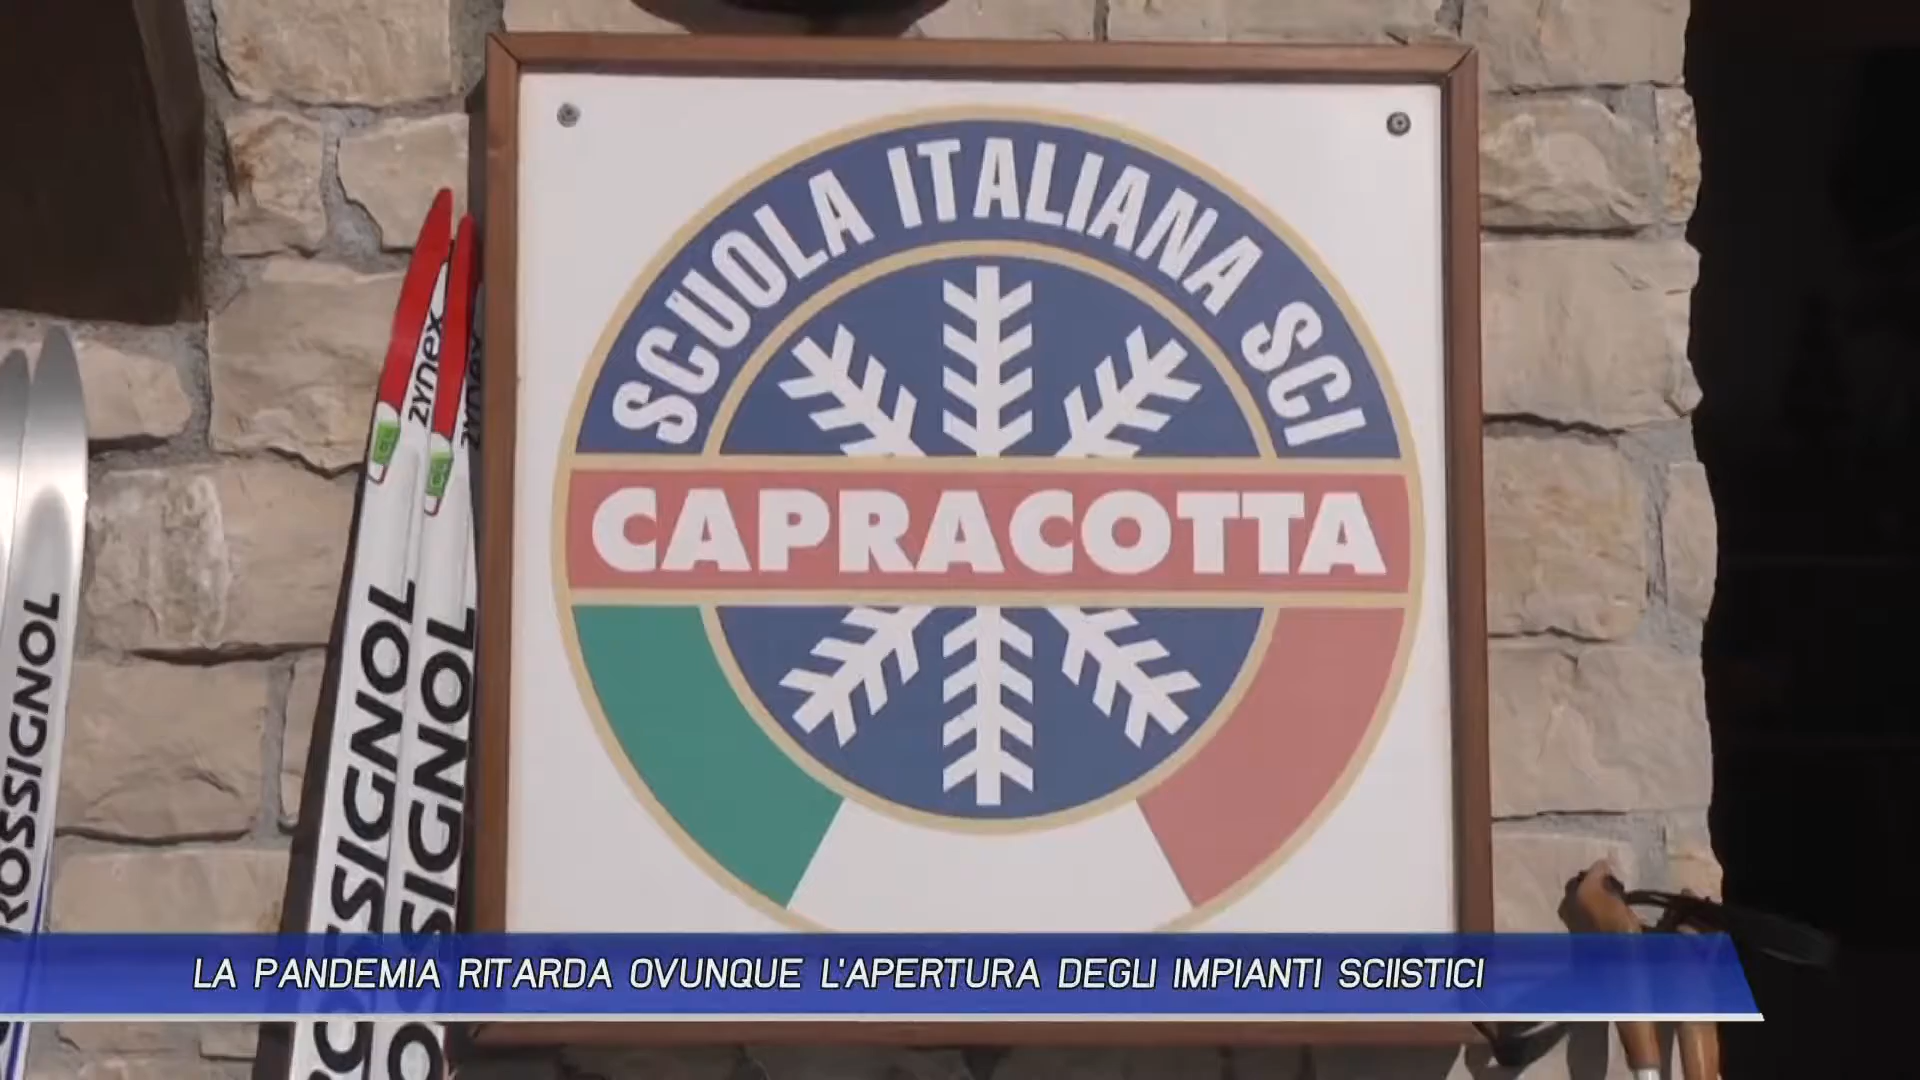 SCUOLA ITALIANA SCI
CAPRACOTTA
zynex
zynex
ROSSIGNOL
ROSSIGNOL
ROSSIGNOL
LA PANDEMIA RITARDA OVUNQUE L'APERTURA DEGLI IMPIANTI SCIISTICI